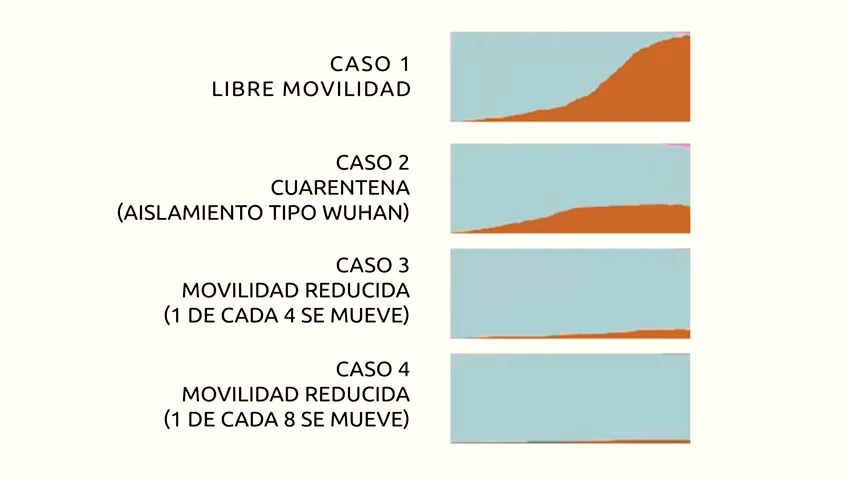 CASO 1
LIBRE MOVILIDAD
CASO 2
CUARENTENA
(AISLAMIENTO TIPO WUHAN)
CASO 3
MOVILIDAD REDUCIDA
(1 DE CADA 4 SE MUEVE)
CASO 4
MOVILIDAD REDUCIDA
(1 DE CADA 8 SE MUEVE)